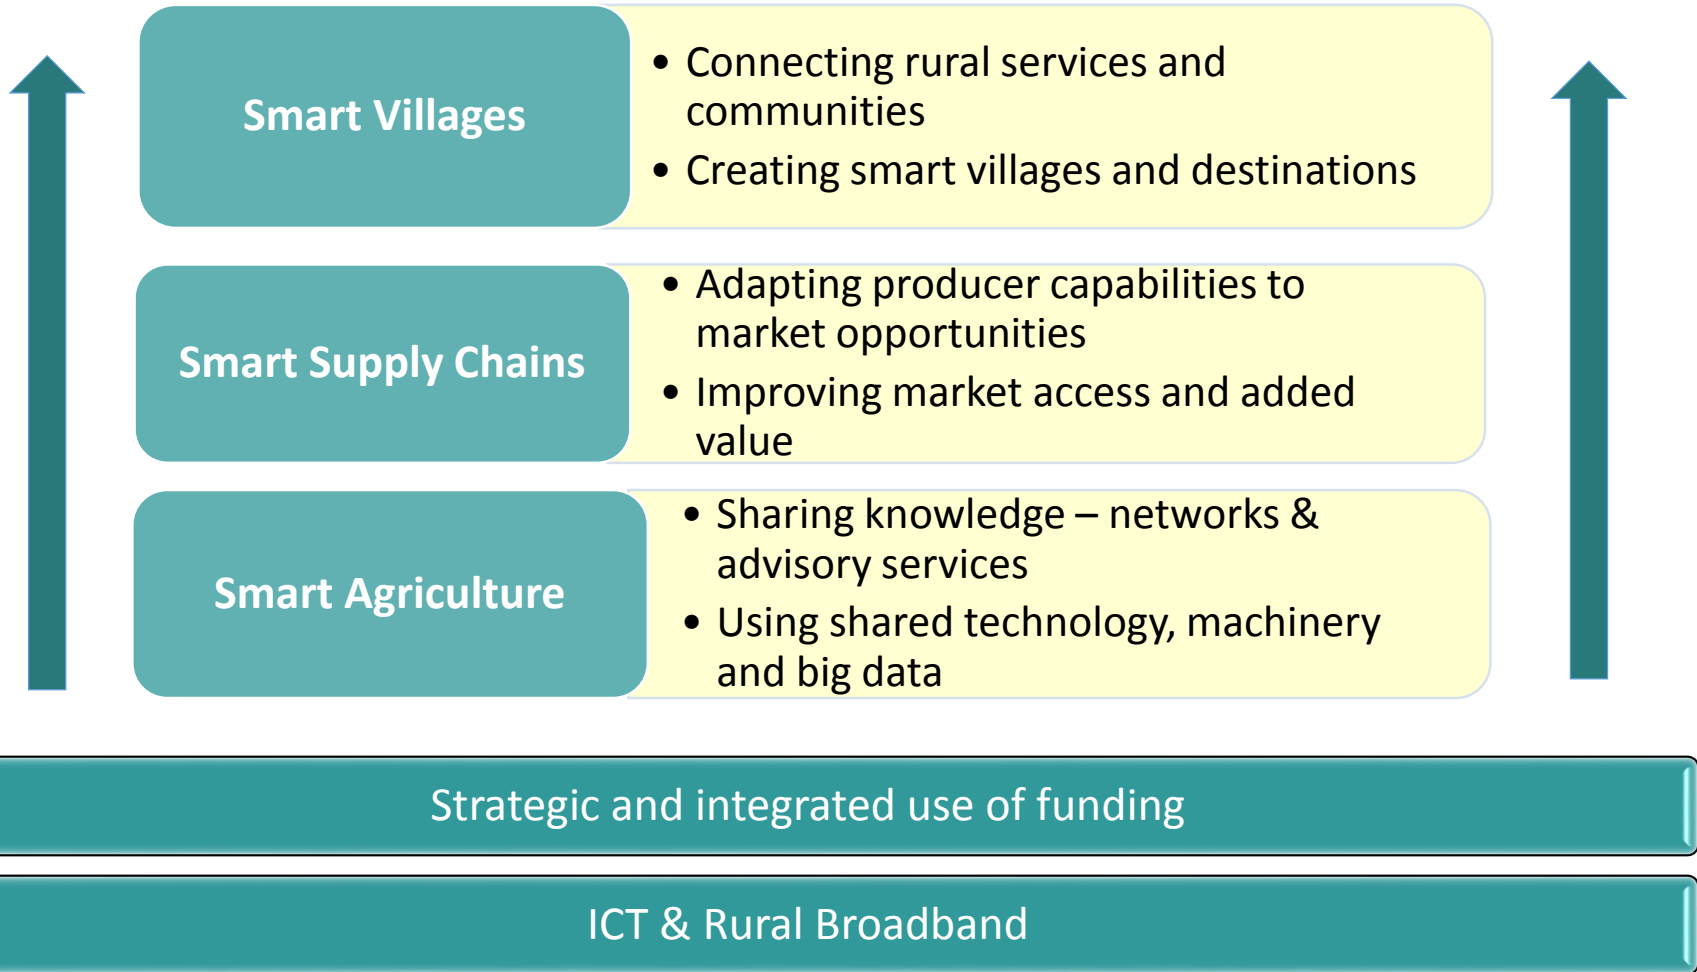 Smart Villages
• Connecting rural services and
communities
• Creating smart villages and destinations
Smart Supply Chains
• Adapting producer capabilities to
market opportunities
• Improving market access and added
value
Smart Agriculture
• Sharing knowledge – networks &
advisory services
• Using shared technology, machinery
and big data
Strategic and integrated use of funding
ICT & Rural Broadband